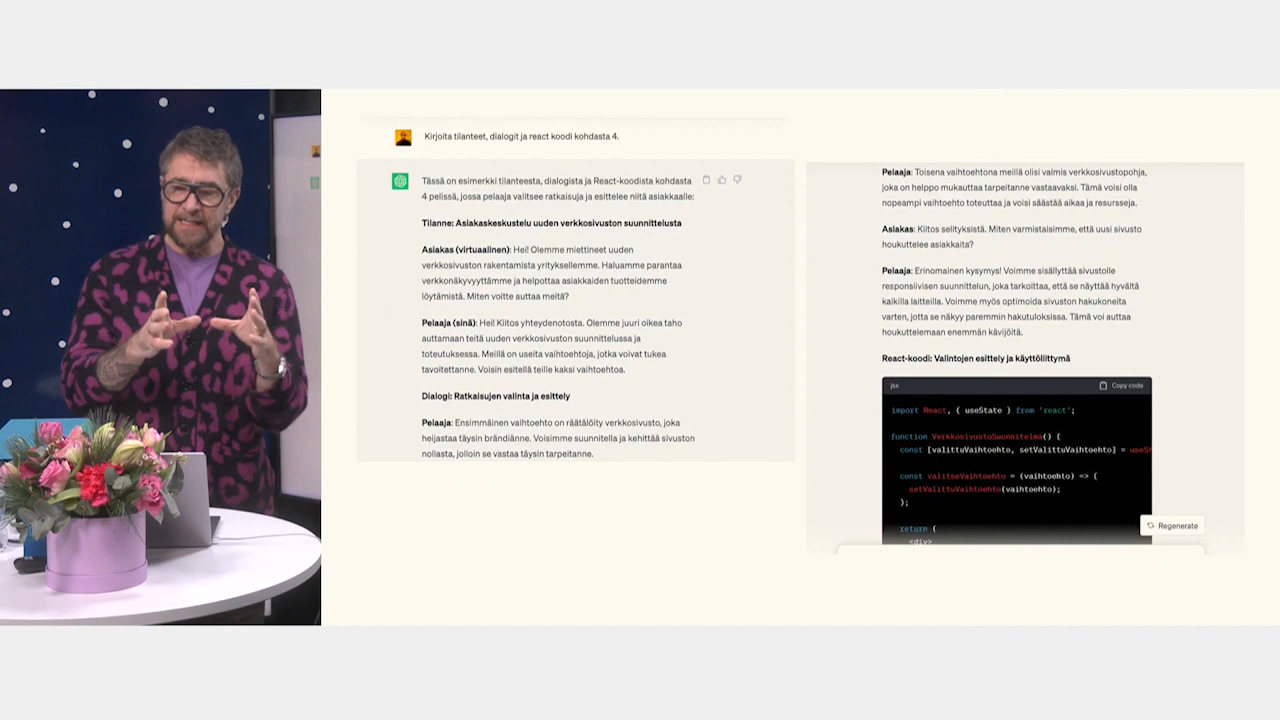 Kirjoita tilanteet, dialogit ja react koodi kohdasta 4.
Tässä on esimerkki tilanteesta, dialogista ja React-koodista kohdasta
4 pelissä, jossa pelaaja valitsee ratkaisuja ja esittelee niitä asiakkaalle:
Tilanne: Asiakaskeskustelu uuden verkkosivuston suunnittelusta
Asiakas (virtuaalinen): Hei! Olemme miettineet uuden
verkkosivuston rakentamista yrityksellemme. Haluamme parantaa
verkkonäkyvyyttämme ja helpottaa asiakkaiden tuotteidemme
löytämistä. Miten voitte auttaa meitä?
Pelaaja (sinä): Hei! Kiitos yhteydenotosta. Olemme juuri oikea taho
auttamaan teitä uuden verkkosivuston suunnittelussa ja
toteutuksessa. Meillä on useita vaihtoehtoja, jotka voivat tukea
tavoitettanne. Voisin esitellä teille kaksi vaihtoehtoa.
Dialogi: Ratkaisujen valinta ja esittely
Pelaaja: Ensimmäinen vaihtoehto on räätälöity verkkosivusto, joka
heijastaa täysin brändiänne. Voisimme suunnitella ja kehittää sivuston
nollasta, jolloin se vastaa täysin tarpeitanne.
Pelaaja: Toisena vaihtoehtona meillä olisi valmis verkkosivustopohja,
joka on helppo mukauttaa tarpeitanne vastaavaksi. Tämä voisi olla
nopeampi vaihtoehto toteuttaa ja voisi säästää aikaa ja resursseja.
Asiakas: Kiitos selityksistä. Miten varmistaisimme, että uusi sivusto
houkuttelee asiakkaita?
Pelaaja: Erinomainen kysymys! Voimme sisällyttää sivustolle
responsiivisen suunnittelun, joka tarkoittaa, että se näyttää hyvältä
kaikilla laitteilla. Voimme myös optimoida sivuston hakukoneita
varten, jotta se näkyy paremmin hakutuloksissa. Tämä voi auttaa
houkuttelemaan enemmän kävijöitä.
React-koodi: Valintojen esittely ja käyttöliittymä
jsx Copy code
import React, { useState } from 'react';
function VerkkosivustoSuunnitelma() {
const [valittuVaihtoehto, setValittuVaihtoehto] = useSt
const valitseVaihtoehto = (vaihtoehto) => {
setValittuVaihtoehto(vaihtoehto);
};
return (
<div>
Regenerate